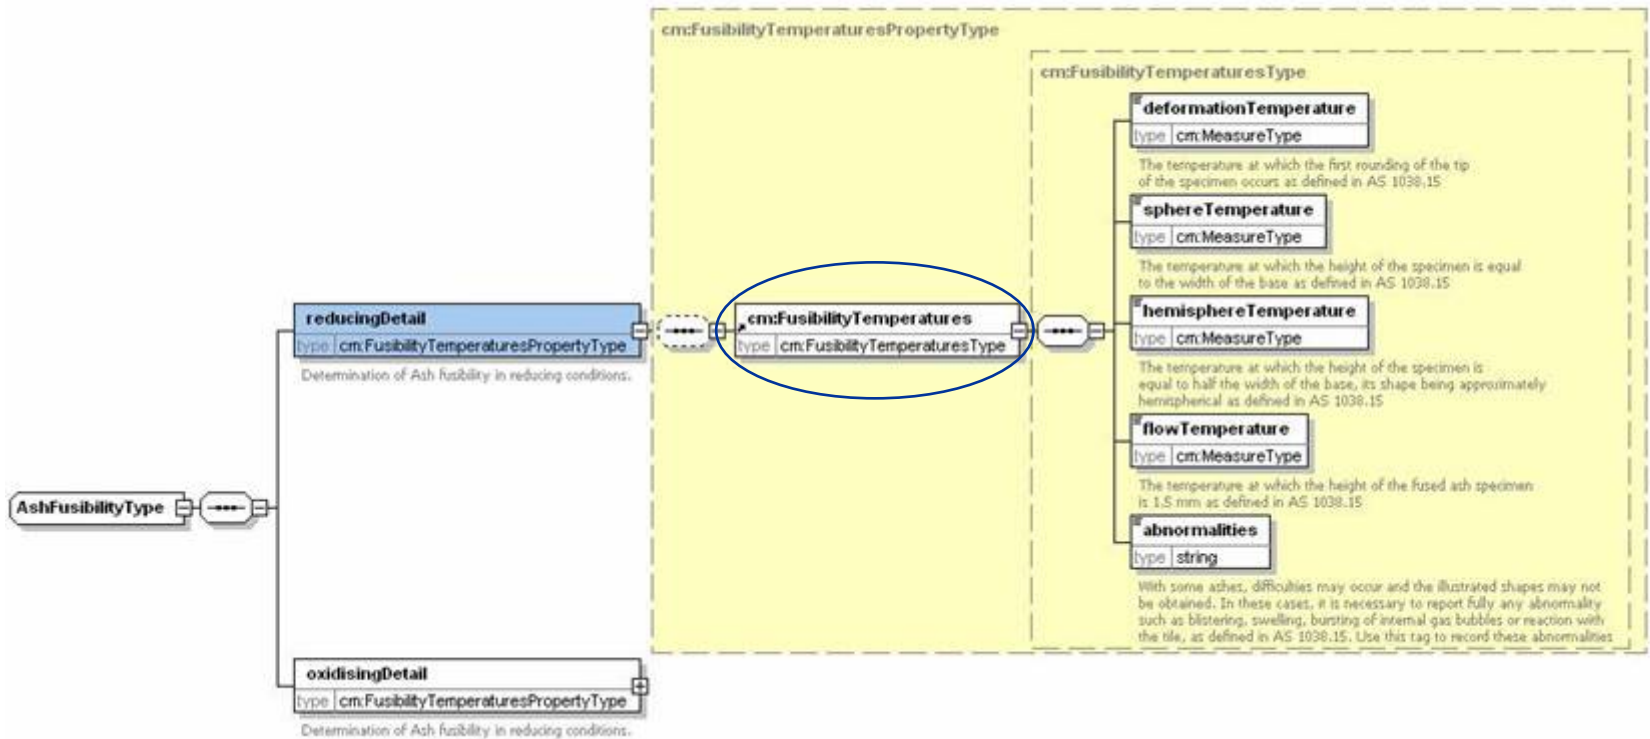 cm:FusibilityTemperaturesPropertyType
cm:FusibilityTemperaturesType
deformationTemperature
type cm:MeasureType
The temperature at which the first rounding of the tip
of the specimen occurs as defined in AS 1038.15
sphereTemperature
type cm:MeasureType
The temperature at which the height of the specimen is equal
to the width of the base as defined in AS 1038.15
reducingDetail
type cm:FusibilityTemperaturesPropertyType
Determination of Ash fusibility in reducing conditions.
cm:FusibilityTemperatures
type cm:FusibilityTemperaturesType
hemisphereTemperature
type cm:MeasureType
The temperature at which the height of the specimen is
equal to half the width of the base, its shape being approximately
hemispherical as defined in AS 1038.15
flowTemperature
type cm:MeasureType
The temperature at which the height of the fused ash specimen
is 1.5 mm as defined in AS 1038.15
AshFusibilityType
abnormalities
type string
With some ashes, difficulties may occur and the illustrated shapes may not
be obtained. In these cases, it is necessary to report fully any abnormality
such as blistering, swelling, bursting of internal gas bubbles or reaction with
the tile, as defined in AS 1038.15. Use this tag to record these abnormalities
oxidisingDetail
type cm:FusibilityTemperaturesPropertyType
Determination of Ash fusibility in reducing conditions.